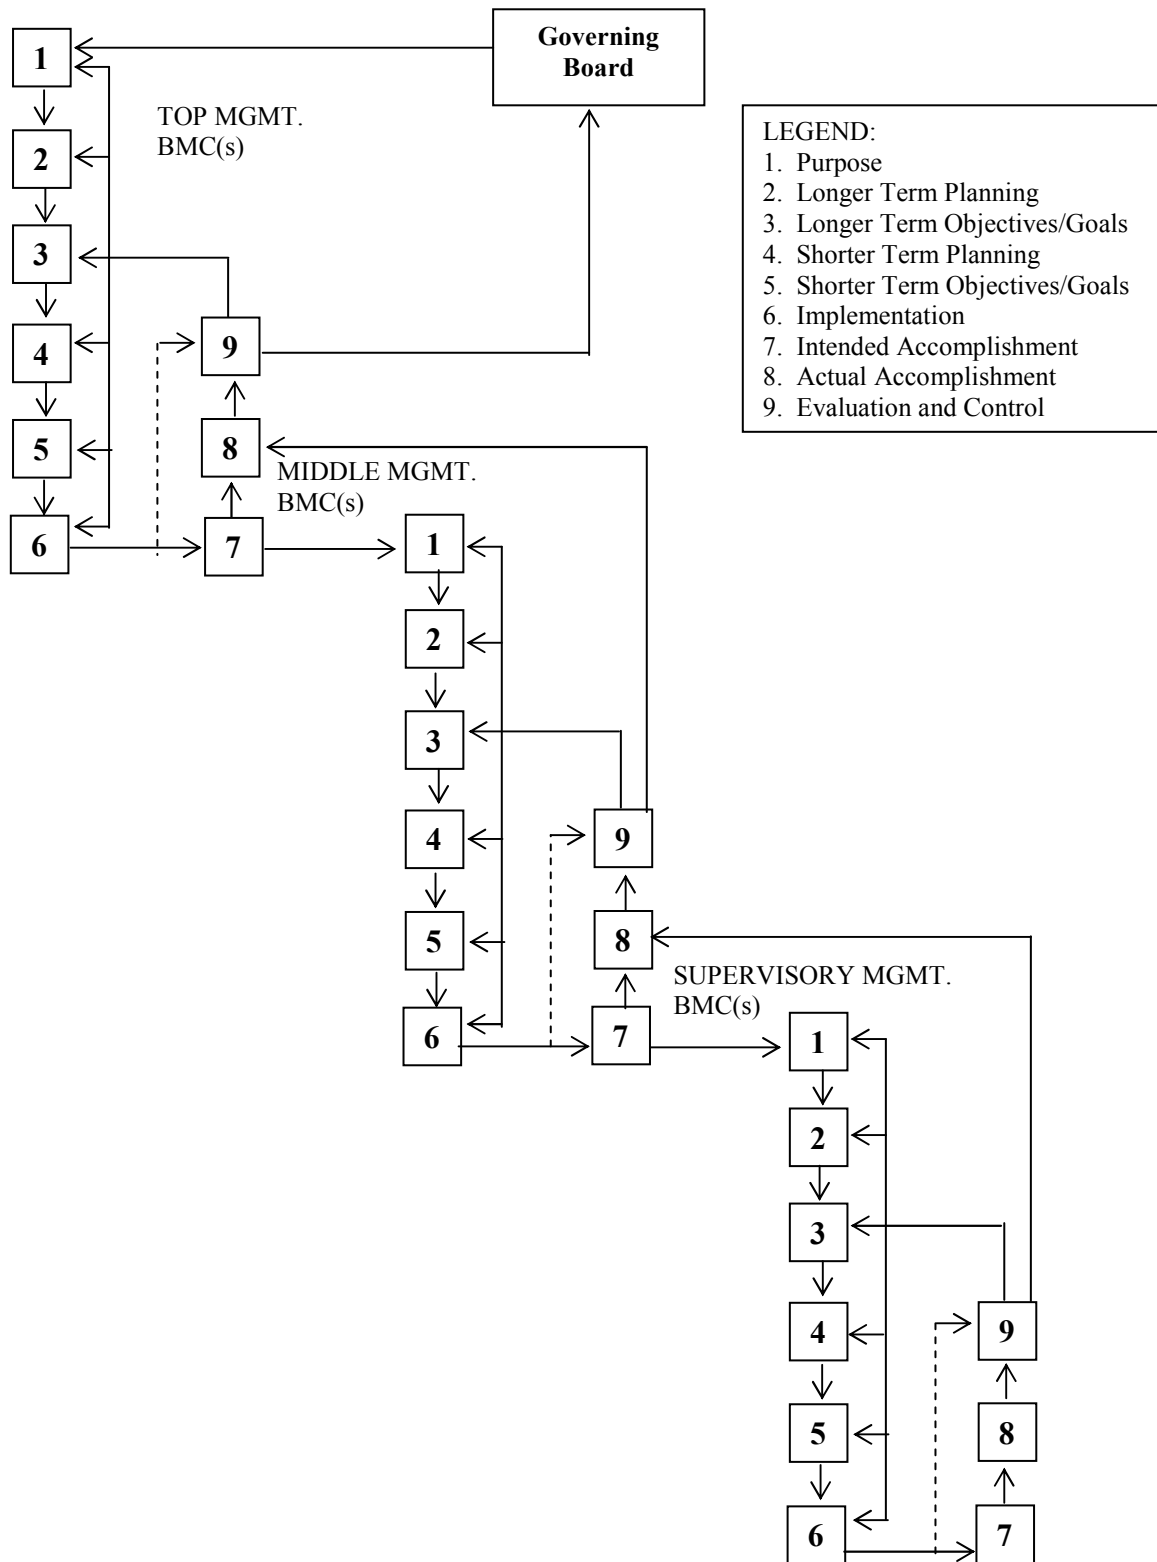 Governing
Board
1
TOP MGMT.
BMC(s)
2
3
4
5
6
9
8
7
LEGEND:
1. Purpose
2. Longer Term Planning
3. Longer Term Objectives/Goals
4. Shorter Term Planning
5. Shorter Term Objectives/Goals
6. Implementation
7. Intended Accomplishment
8. Actual Accomplishment
9. Evaluation and Control
MIDDLE MGMT.
BMC(s)
1
2
3
4
5
6
9
8
7
SUPERVISORY MGMT.
BMC(s)
1
2
3
4
5
6
9
8
7